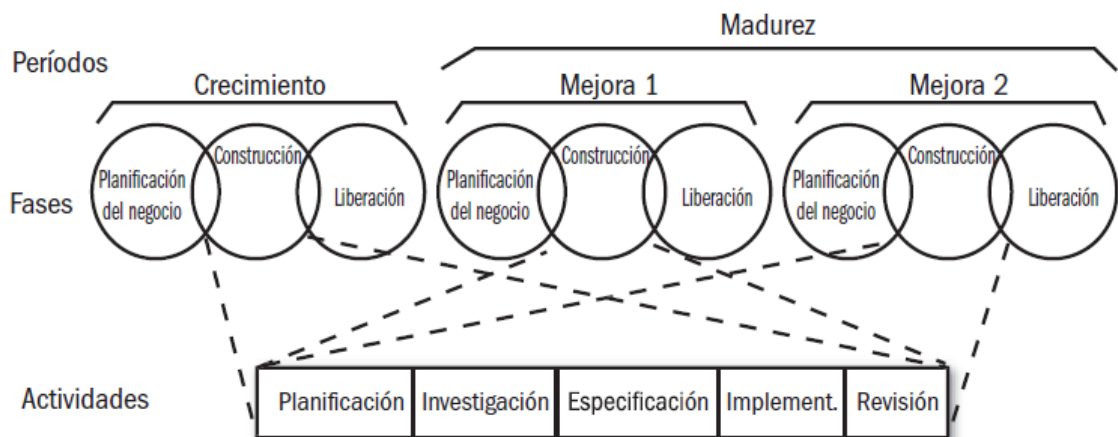 Madurez
Períodos
Crecimiento
Mejora 1
Mejora 2
Fases
Planificación
del negocio
Construcción
Liberación
Planificación
del negocio
Construcción
Liberación
Planificación
del negocio
Construcción
Liberación
Actividades
Planificación
Investigación
Especificación
Implement.
Revisión